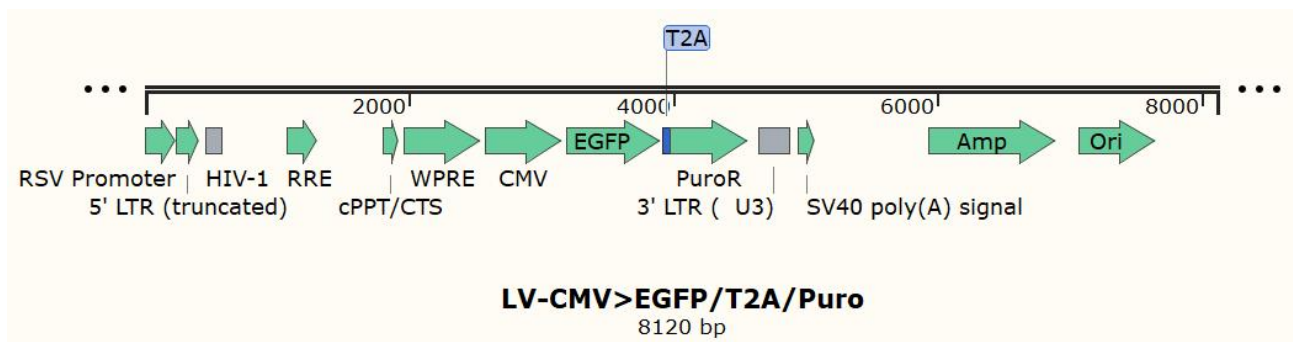 T2A
2000 4000 6000 8000
EGFP Amp Ori
RSV Promoter HIV-1 RRE WPRE CMV PuroR
5' LTR (truncated) cPPT/CTS 3' LTR ( U3) SV40 poly(A) signal
LV-CMV>EGFP/T2A/Puro
8120 bp